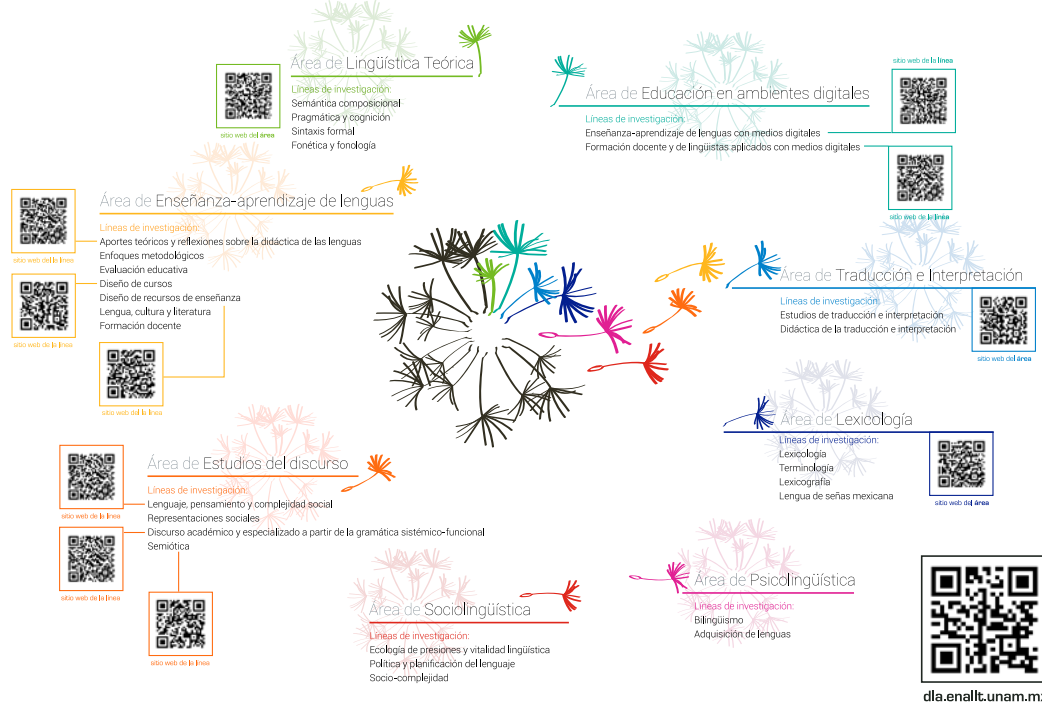 Área de Lingüística Teórica
Líneas de investigación:
Semántica composicional
Pragmática y cognición
Sintaxis formal
Fonética y fonología
sitio web del área
Área de Educación en ambientes digitales
Líneas de investigación:
Enseñanza-aprendizaje de lenguas con medios digitales
Formación docente y de lingüistas aplicados con medios digitales
sitio web de la línea
sitio web de la línea
Área de Enseñanza-aprendizaje de lenguas
Líneas de investigación:
Aportes teóricos y reflexiones sobre la didáctica de las lenguas
Enfoques metodológicos
Evaluación educativa
Diseño de cursos
Diseño de recursos de enseñanza
Lengua, cultura y literatura
Formación docente
sitio web de la línea
sitio web de la línea
sitio web de la línea
Área de Traducción e Interpretación
Líneas de investigación:
Estudios de traducción e interpretación
Didáctica de la traducción e interpretación
sitio web del área
Área de Lexicología
Líneas de investigación:
Lexicología
Terminología
Lexicografía
Lengua de señas mexicana
sitio web del área
Área de Estudios del discurso
Líneas de investigación:
Lenguaje, pensamiento y complejidad social
Representaciones sociales
Discurso académico y especializado a partir de la gramática sistémico-funcional
Semiótica
sitio web de la línea
sitio web de la línea
sitio web de la línea
Área de Sociolingüística
Líneas de investigación:
Ecología de presiones y vitalidad lingüística
Política y planificación del lenguaje
Socio-complejidad
Área de Psicolingüística
Líneas de investigación:
Bilingüismo
Adquisición de lenguas
dla.enallt.unam.mx